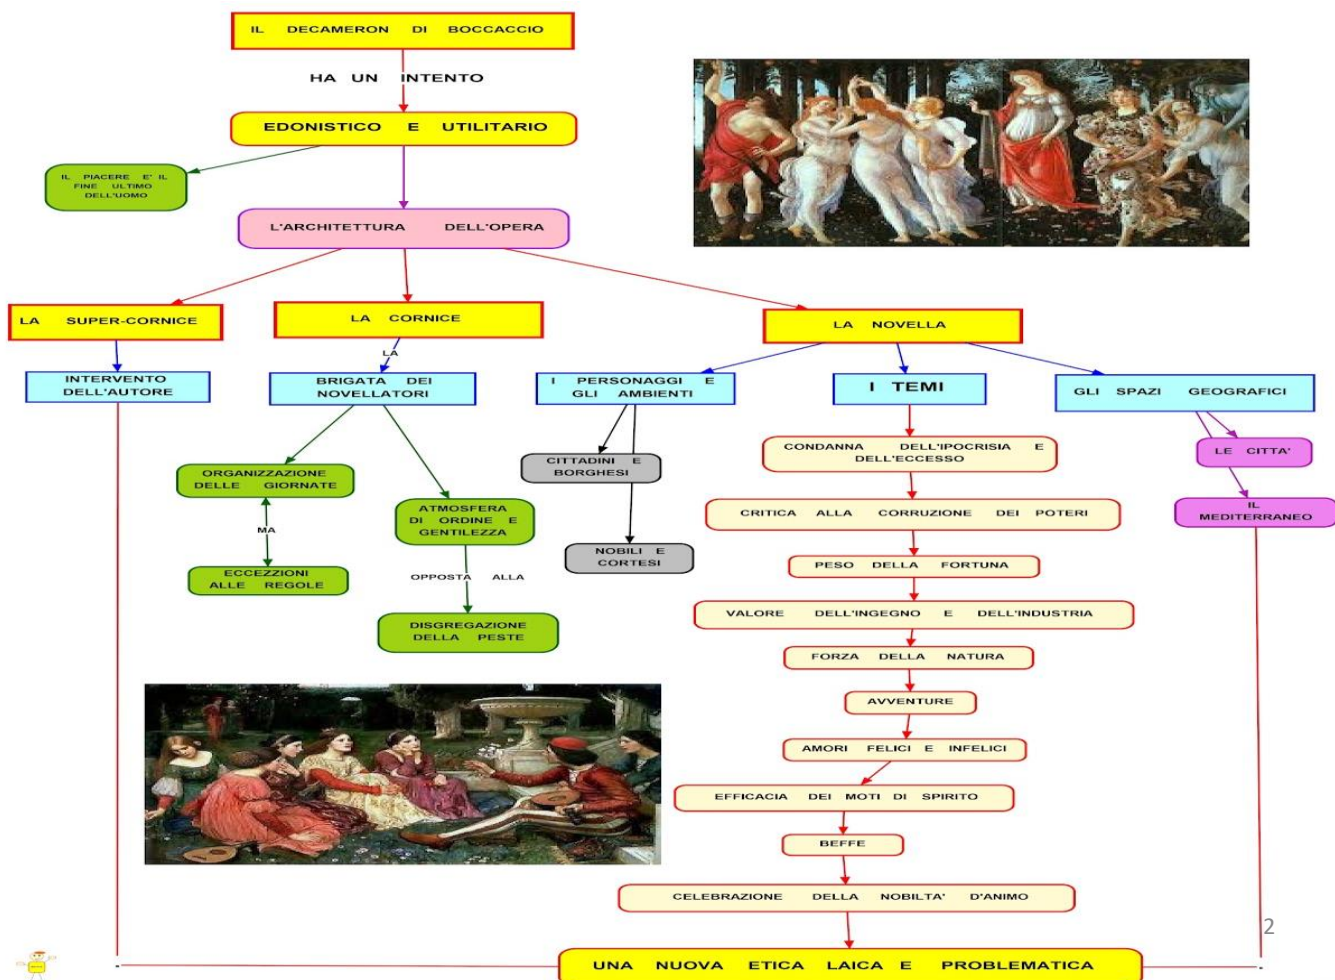 IL DECAMERON DI BOCCACCIO
HA UN INTENTO
EDONISTICO E UTILITARIO
IL PIACERE E' IL
FINE ULTIMO
DELL'UOMO
L'ARCHITETTURA DELL'OPERA
LA SUPER-CORNICE
LA CORNICE
LA NOVELLA
LA
INTERVENTO
DELL'AUTORE
BRIGATA DEI
NOVELLATORI
I PERSONAGGI E
GLI AMBIENTI
I TEMI
GLI SPAZI GEOGRAFICI
ORGANIZZAZIONE
DELLE GIORNATE
MA
ECCEZZIONI
ALLE REGOLE
ATMOSFERA
DI ORDINE E
GENTILEZZA
OPPOSTA ALLA
DISGREGAZIONE
DELLA PESTE
CITTADINI E
BORGHESI
NOBILI E
CORTESI
CONDANNA DELL'IPOCRISIA E
DELL'ECCESSO
CRITICA ALLA CORRUZIONE DEI POTERI
PESO DELLA FORTUNA
VALORE DELL'INGEGNO E DELL'INDUSTRIA
FORZA DELLA NATURA
AVVENTURE
AMORI FELICI E INFELICI
EFFICACIA DEI MOTI DI SPIRITO
BEFFE
CELEBRAZIONE DELLA NOBILTA' D'ANIMO
LE CITTA'
IL
MEDITERRANEO
2
UNA NUOVA ETICA LAICA E PROBLEMATICA